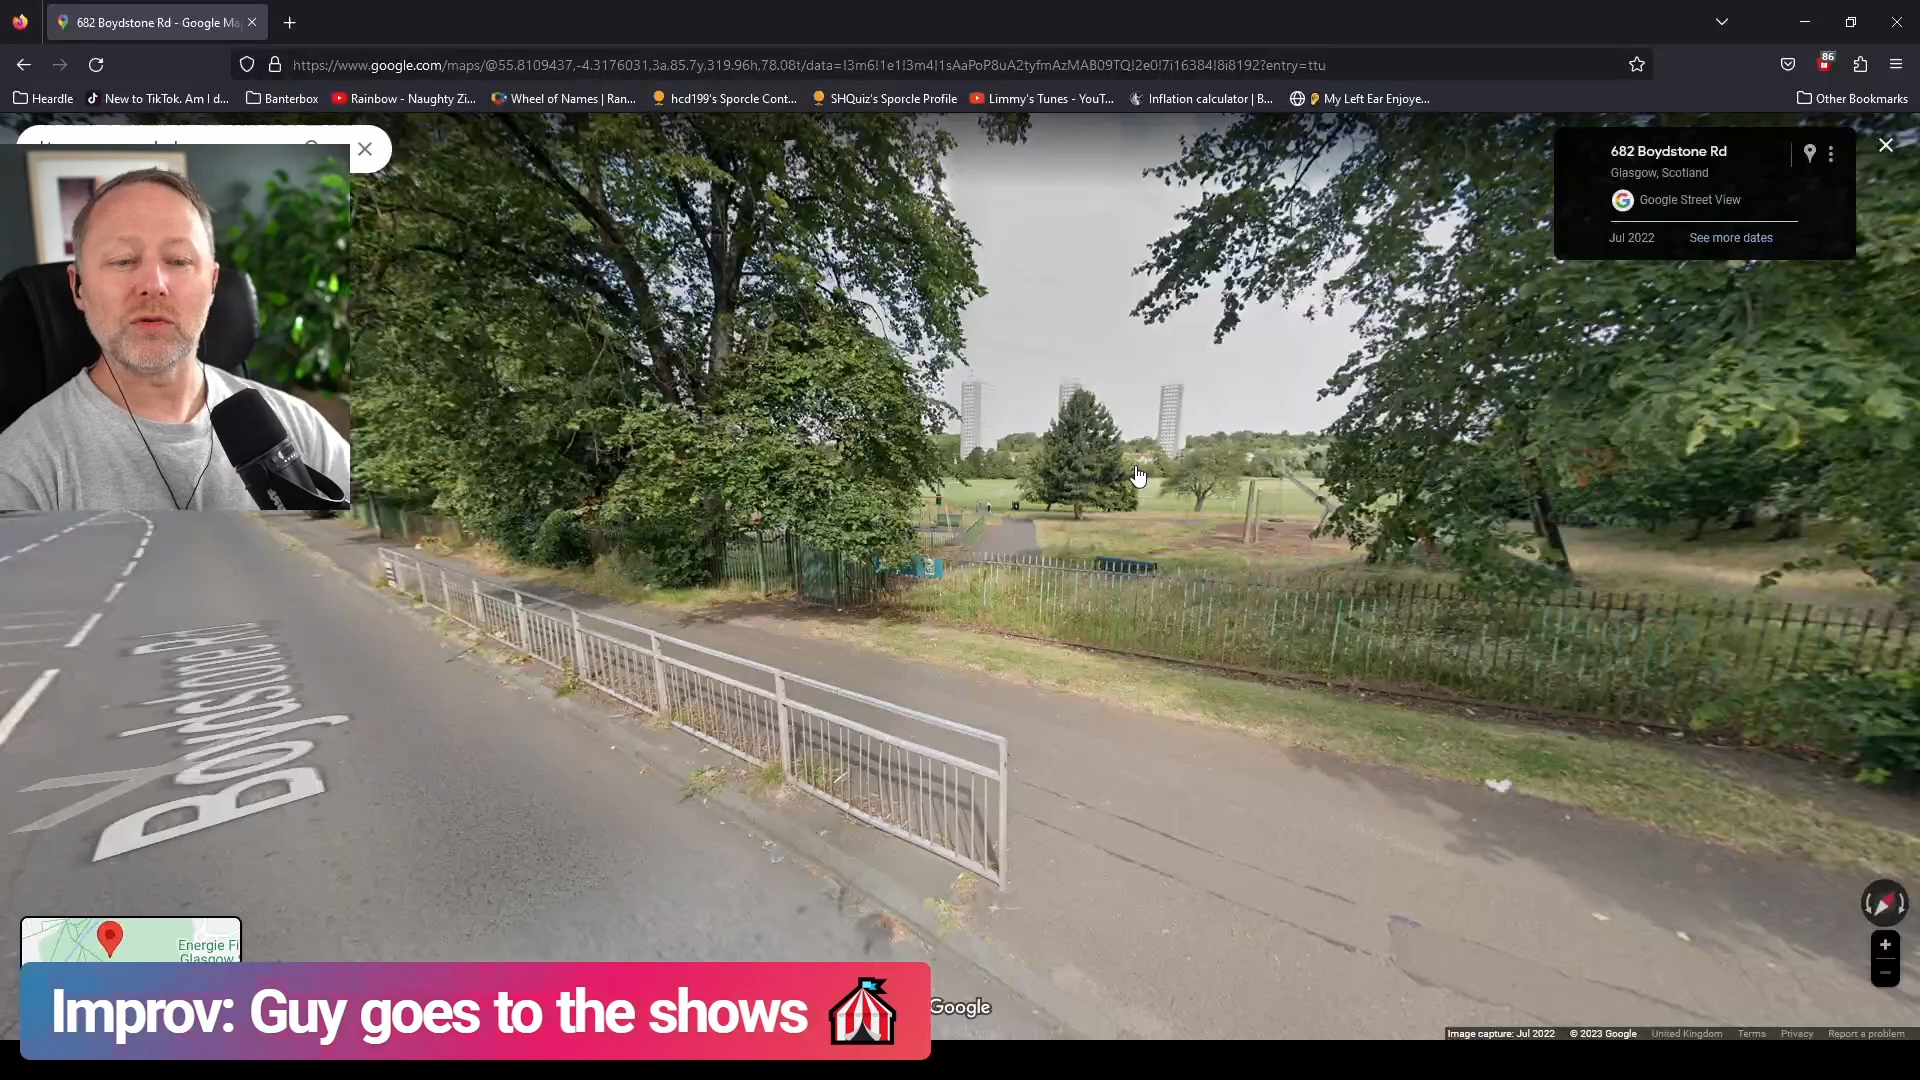 682 Boydstone Rd - Google Ma
https://www.google.com/maps/@55.8109437,-4.3176031,3a,85.7y,319.96h,78.08t/data=!3m6!1e1!3m4!1sAaPoP8uA2tyfmAzMAB09TQ!2e0!7i16384!8i8192?entry=ttu
86
Heardle
New to TikTok. Am I d...
Banterbox
Rainbow - Naughty Zi...
Wheel of Names | Ran...
hcd199's Sporcle Cont...
SHQuiz's Sporcle Profile
Limmy's Tunes - YouT...
Inflation calculator | B...
My Left Ear Enjoye...
Other Bookmarks
682 Boydstone Rd
Glasgow, Scotland
Google Street View
Jul 2022
See more dates
Boydstone Rd
Energie Fi
Glasgow
Improv: Guy goes to the shows
Google
Image capture: Jul 2022
© 2023 Google
United Kingdom
Terms
Privacy
Report a problem